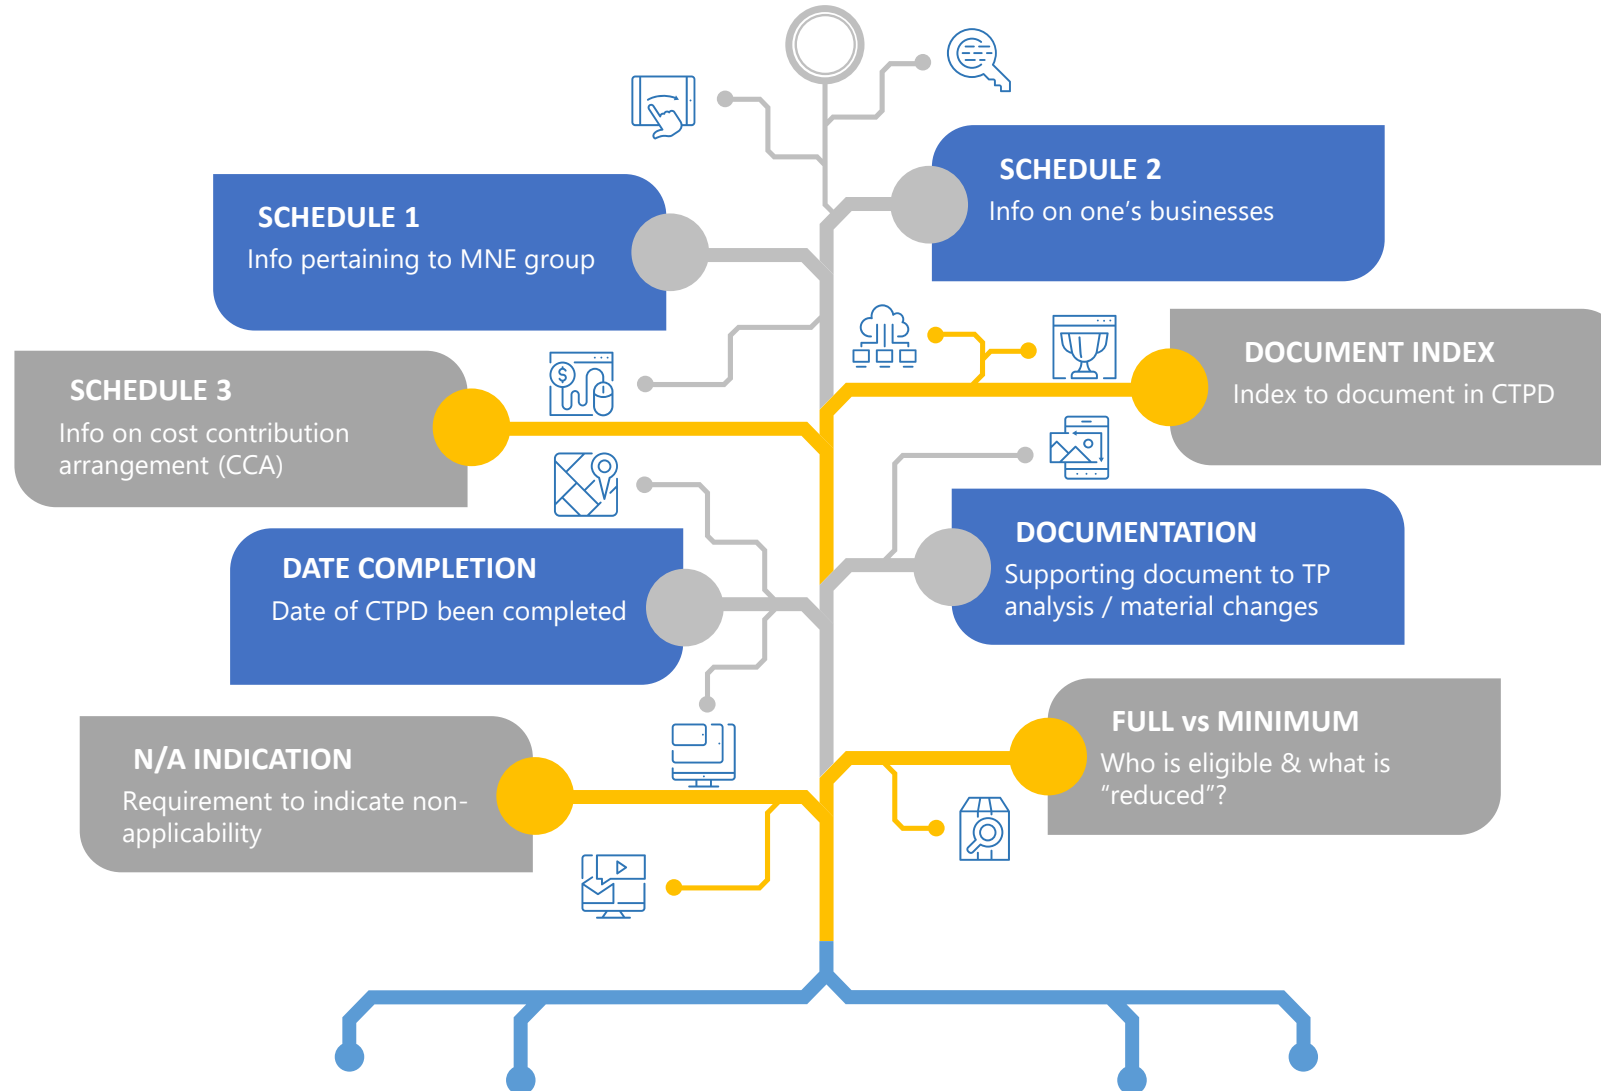 SCHEDULE 1
Info pertaining to MNE group
SCHEDULE 2
Info on one’s businesses
SCHEDULE 3
Info on cost contribution
arrangement (CCA)
DOCUMENT INDEX
Index to document in CTPD
DATE COMPLETION
Date of CTPD been completed
DOCUMENTATION
Supporting document to TP
analysis / material changes
N/A INDICATION
Requirement to indicate non-
applicability
FULL vs MINIMUM
Who is eligible & what is
“reduced”?
$